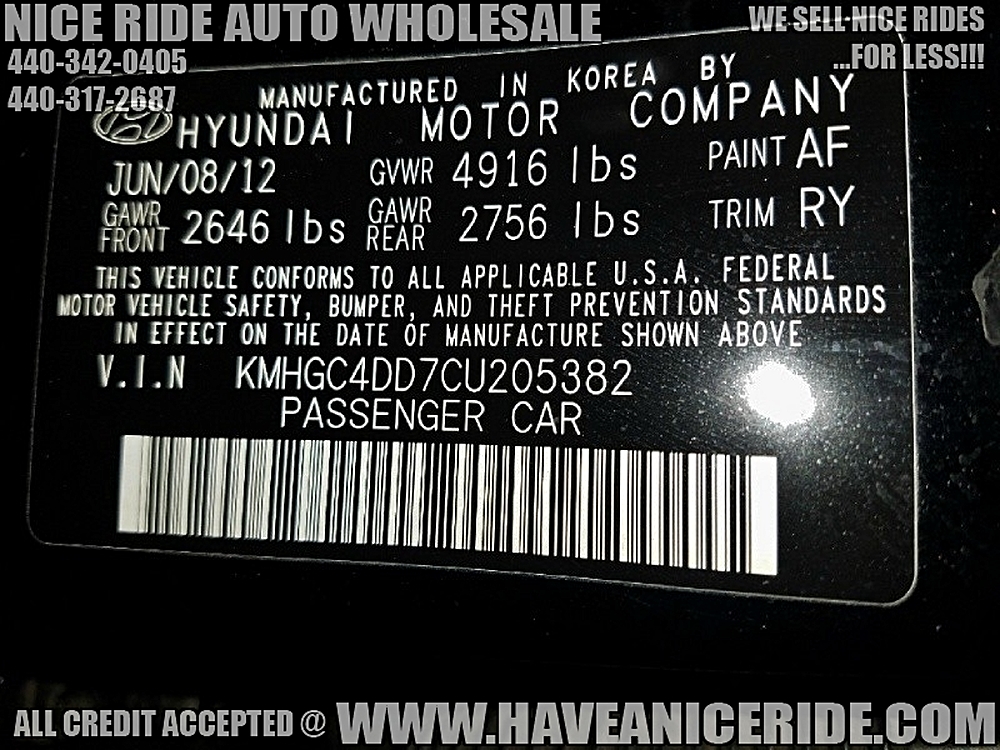 NICE RIDE AUTO WHOLESALE
WE SELL NICE RIDES
440-342-0405
...FOR LESS!!!
440-317-2687
MANUFACTURED IN KOREA BY
HYUNDAI MOTOR COMPANY
JUN/08/12 GVWR 4916 lbs PAINT AF
GAWR FRONT 2646 lbs GAWR REAR 2756 lbs TRIM RY
THIS VEHICLE CONFORMS TO ALL APPLICABLE U.S.A. FEDERAL
MOTOR VEHICLE SAFETY, BUMPER, AND THEFT PREVENTION STANDARDS
IN EFFECT ON THE DATE OF MANUFACTURE SHOWN ABOVE
V.I.N KMHGC4DD7CU205382
PASSENGER CAR
ALL CREDIT ACCEPTED @ WWW.HAVEANICERIDE.COM